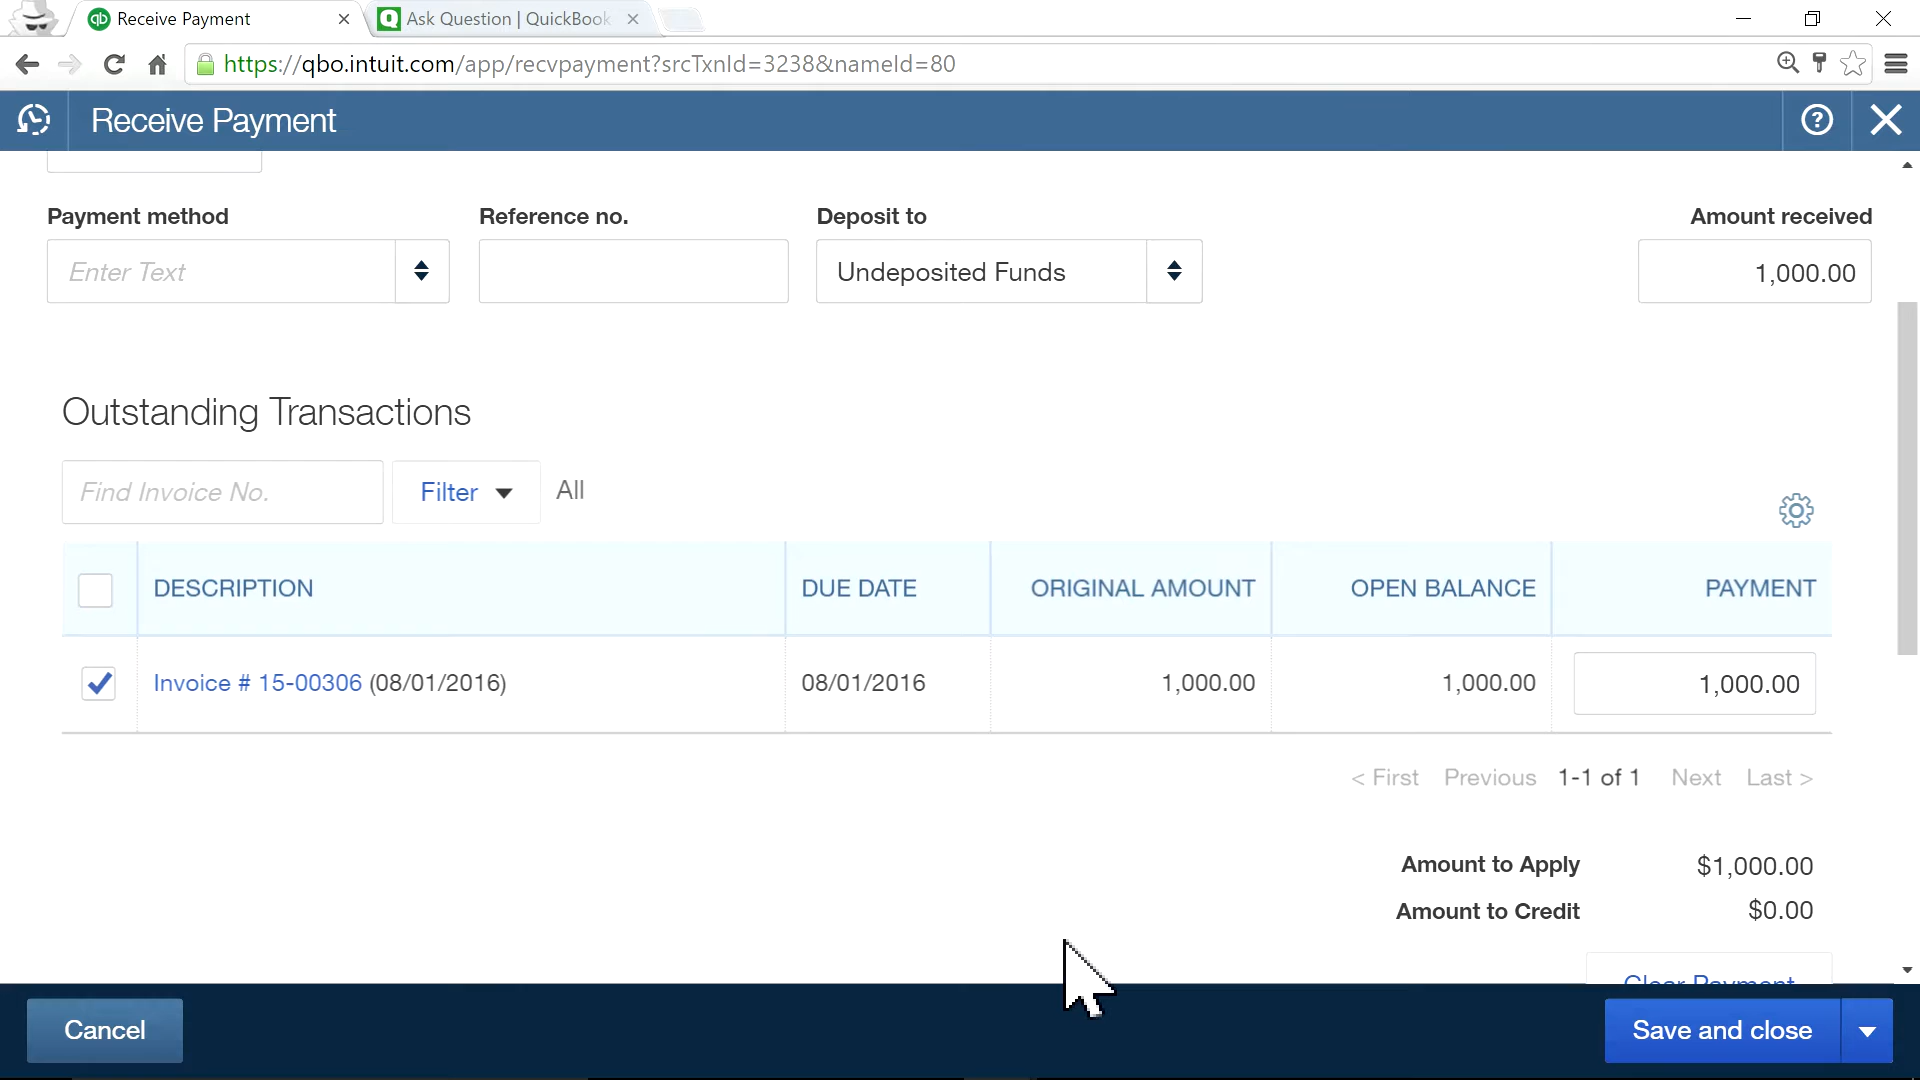 Receive Payment
Ask Question | QuickBook
https://qbo.intuit.com/app/recvpayment?srcTxnId=3238&nameId=80
Receive Payment
Payment method
Reference no.
Deposit to
Amount received
Enter Text
Undeposited Funds
1,000.00
Outstanding Transactions
Find Invoice No.
Filter
All
DESCRIPTION
DUE DATE
ORIGINAL AMOUNT
OPEN BALANCE
PAYMENT
Invoice # 15-00306 (08/01/2016)
08/01/2016
1,000.00
1,000.00
1,000.00
< First Previous 1-1 of 1 Next Last >
Amount to Apply
$1,000.00
Amount to Credit
$0.00
Clear Payment
Cancel
Save and close